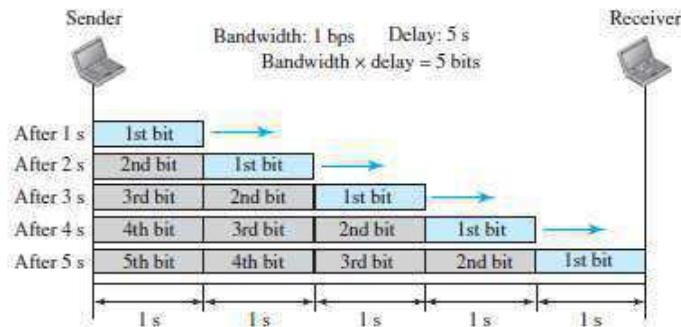 Sender
Receiver
Bandwidth: 1 bps Delay: 5 s
Bandwidth × delay = 5 bits
After 1 s 1st bit
After 2 s 2nd bit 1st bit
After 3 s 3rd bit 2nd bit 1st bit
After 4 s 4th bit 3rd bit 2nd bit 1st bit
After 5 s 5th bit 4th bit 3rd bit 2nd bit 1st bit
1 s 1 s 1 s 1 s 1 s